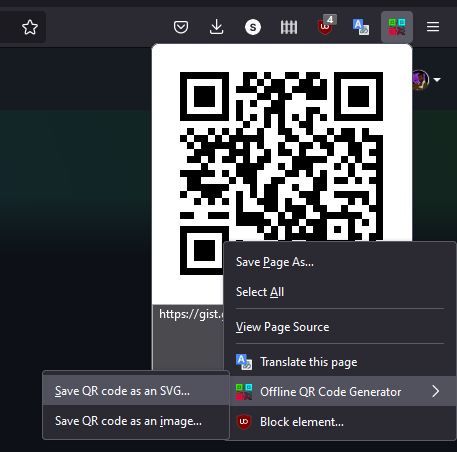 S
4
https://gist.g
Save Page As...
Select All
View Page Source
Translate this page
Offline QR Code Generator
Block element...
Save QR code as an SVG...
Save QR code as an image...